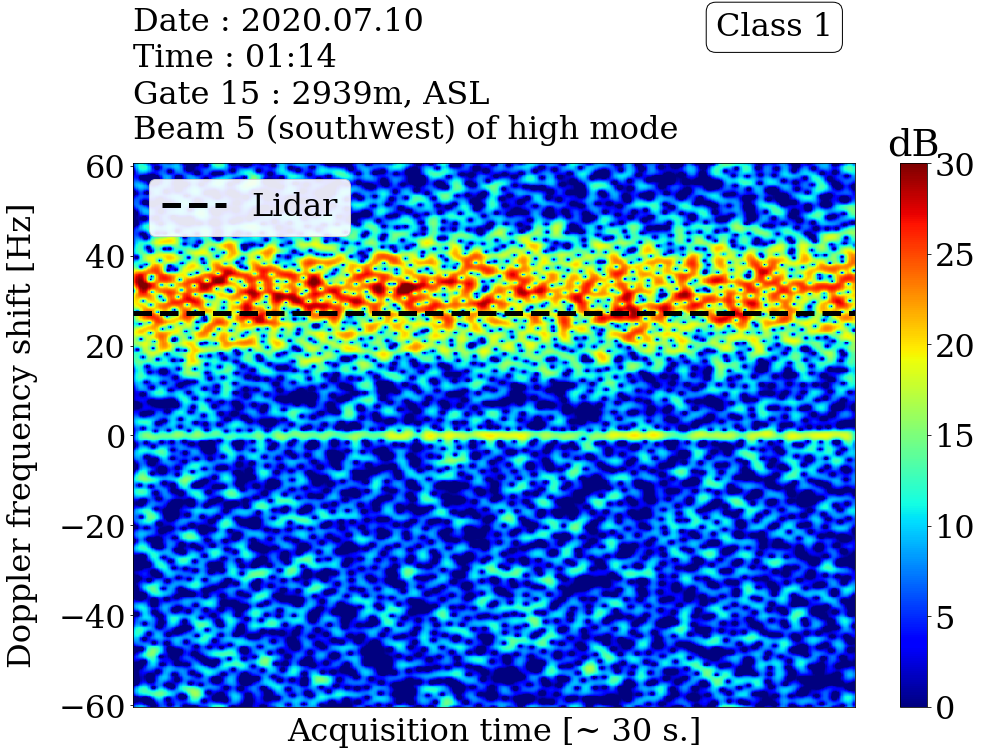 Date : 2020.07.10
Time : 01:14
Gate 15 : 2939m, ASL
Beam 5 (southwest) of high mode
Class 1
dB
Lidar
Doppler frequency shift [Hz]
60
40
20
0
−20
−40
−60
30
25
20
15
10
5
0
Acquisition time [~ 30 s.]